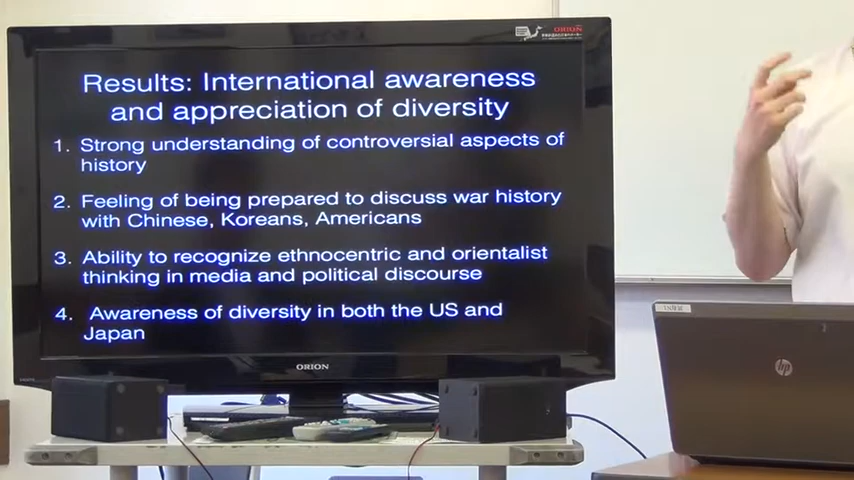 ORION
Results: International awareness
and appreciation of diversity
1. Strong understanding of controversial aspects of
history
2. Feeling of being prepared to discuss war history
with Chinese, Koreans, Americans
3. Ability to recognize ethnocentric and orientalist
thinking in media and political discourse
4. Awareness of diversity in both the US and
Japan
ORION
hp